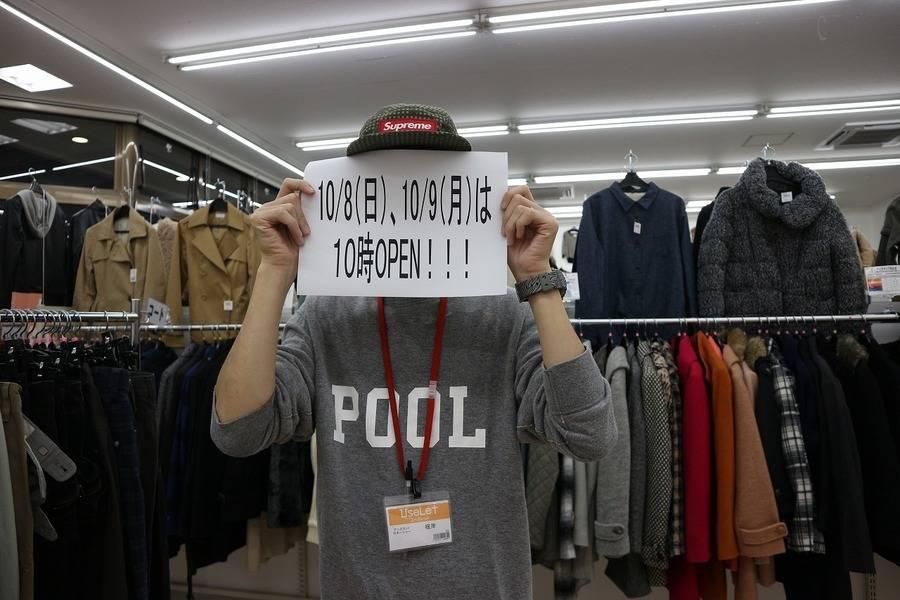 Supreme
10/8(日)、10/9(月)は
10時OPEN！！！
POOL
UseLet